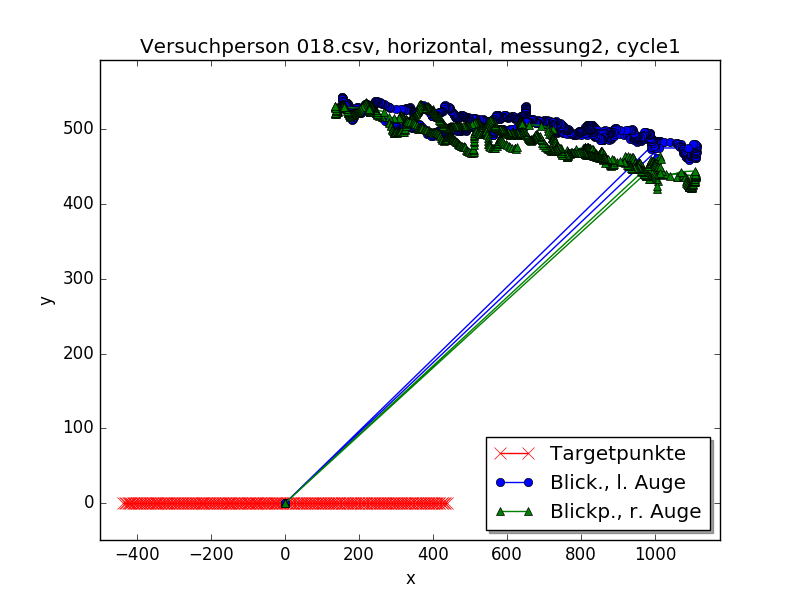 Versuchperson 018.csv, horizontal, messung2, cycle1
y
500
400
300
200
100
0
Targetpunkte
Blick., l. Auge
Blickp., r. Auge
−400 −200 0 200 400 600 800 1000
x